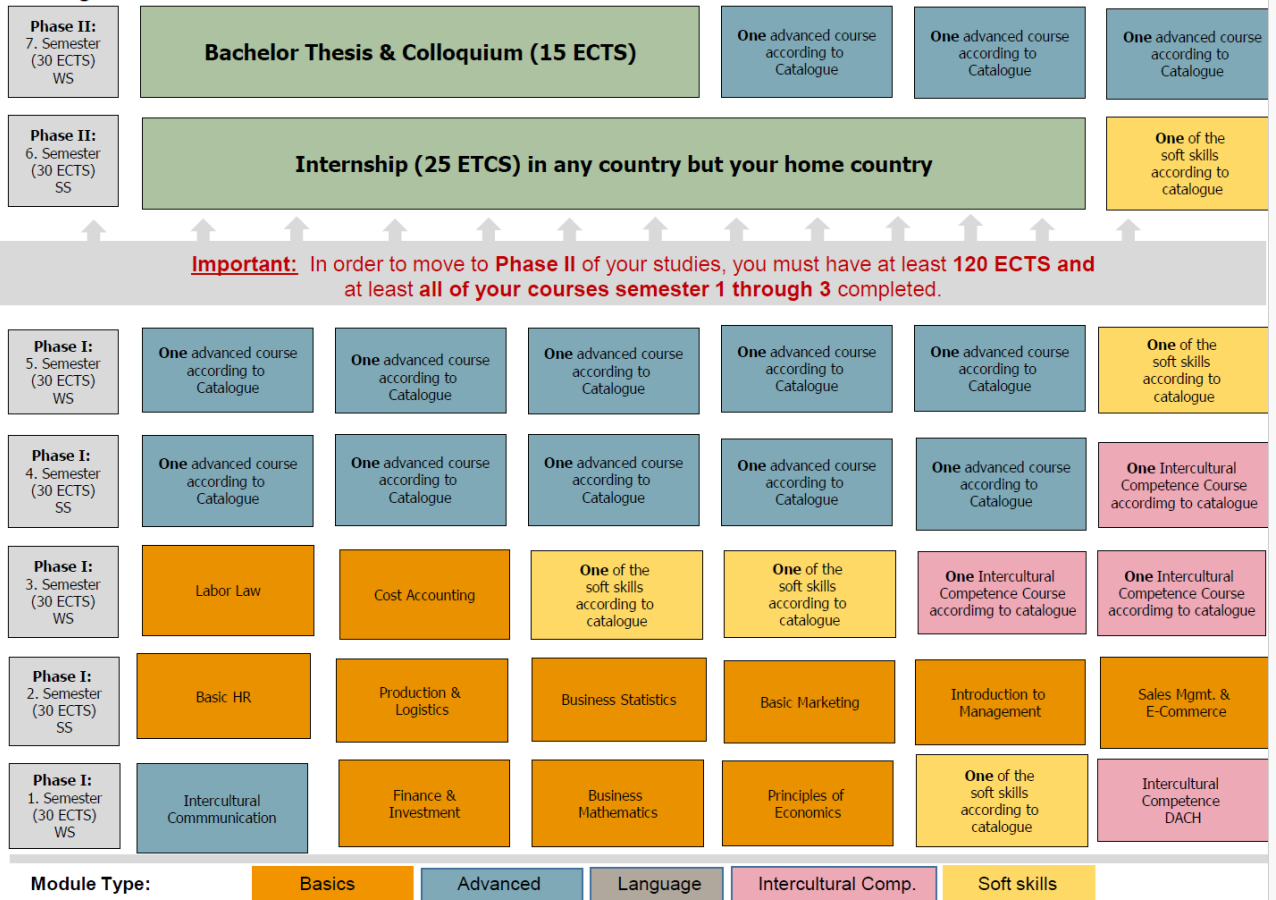 Phase II:
7. Semester
(30 ECTS)
WS
Bachelor Thesis & Colloquium (15 ECTS)
One advanced course
according to
Catalogue
One advanced course
according to
Catalogue
One advanced course
according to
Catalogue
Phase II:
6. Semester
(30 ECTS)
SS
Internship (25 ETCS) in any country but your home country
One of the
soft skills
according to
catalogue
Important: In order to move to Phase II of your studies, you must have at least 120 ECTS and
at least all of your courses semester 1 through 3 completed.
Phase I:
5. Semester
(30 ECTS)
WS
One advanced course
according to
Catalogue
One advanced course
according to
Catalogue
One advanced course
according to
Catalogue
One advanced course
according to
Catalogue
One advanced course
according to
Catalogue
One of the
soft skills
according to
catalogue
Phase I:
4. Semester
(30 ECTS)
SS
One advanced course
according to
Catalogue
One advanced course
according to
Catalogue
One advanced course
according to
Catalogue
One advanced course
according to
Catalogue
One advanced course
according to
Catalogue
One Intercultural
Competence Course
accordimg to catalogue
Phase I:
3. Semester
(30 ECTS)
WS
Labor Law
Cost Accounting
One of the
soft skills
according to
catalogue
One of the
soft skills
according to
catalogue
One Intercultural
Competence Course
accordimg to catalogue
One Intercultural
Competence Course
accordimg to catalogue
Phase I:
2. Semester
(30 ECTS)
SS
Basic HR
Production &
Logistics
Business Statistics
Basic Marketing
Introduction to
Management
Sales Mgmt. &
E-Commerce
Phase I:
1. Semester
(30 ECTS)
WS
Intercultural
Commmunication
Finance &
Investment
Business
Mathematics
Principles of
Economics
One of the
soft skills
according to
catalogue
Intercultural
Competence
DACH
Module Type:
Basics
Advanced
Language
Intercultural Comp.
Soft skills